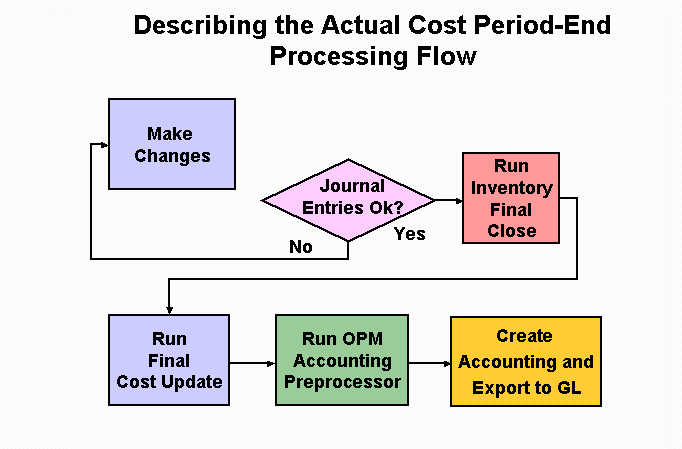 Describing the Actual Cost Period-End
Processing Flow
Make
Changes
Journal
Entries Ok?
No
Yes
Run
Inventory
Final
Close
Run
Final
Cost Update
Run OPM
Accounting
Preprocessor
Create
Accounting and
Export to GL